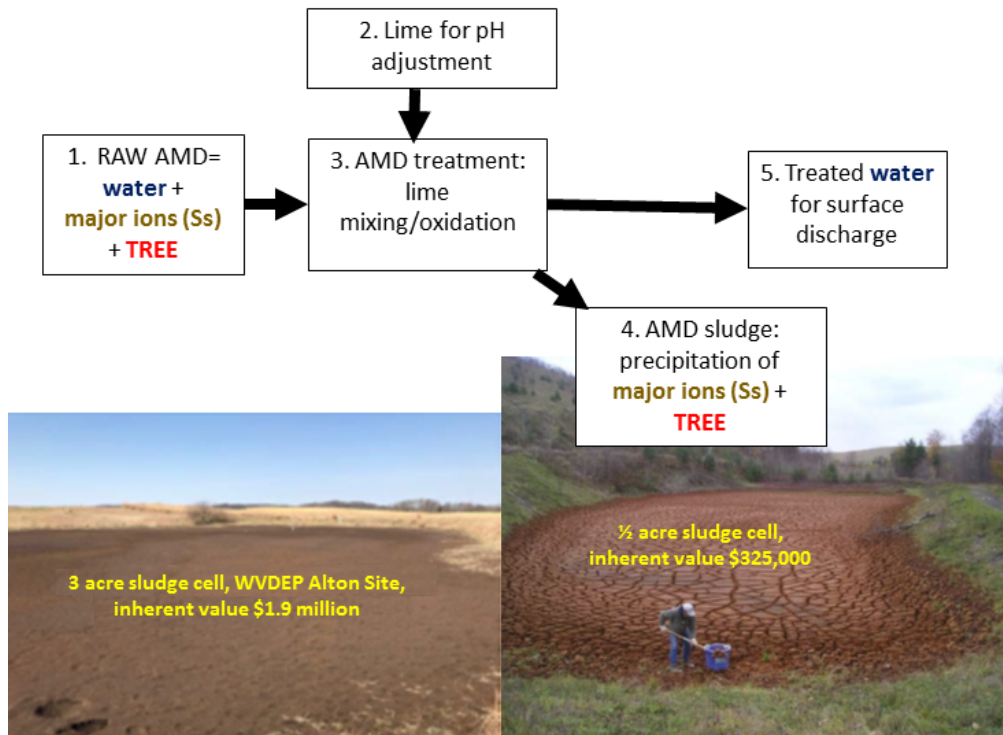 2. Lime for pH
adjustment
1. RAW AMD=
water +
major ions (Ss)
+ TREE
3. AMD treatment:
lime
mixing/oxidation
5. Treated water
for surface
discharge
4. AMD sludge:
precipitation of
major ions (Ss) +
TREE
3 acre sludge cell, WVDEP Alton Site,
inherent value $1.9 million
½ acre sludge cell,
inherent value $325,000